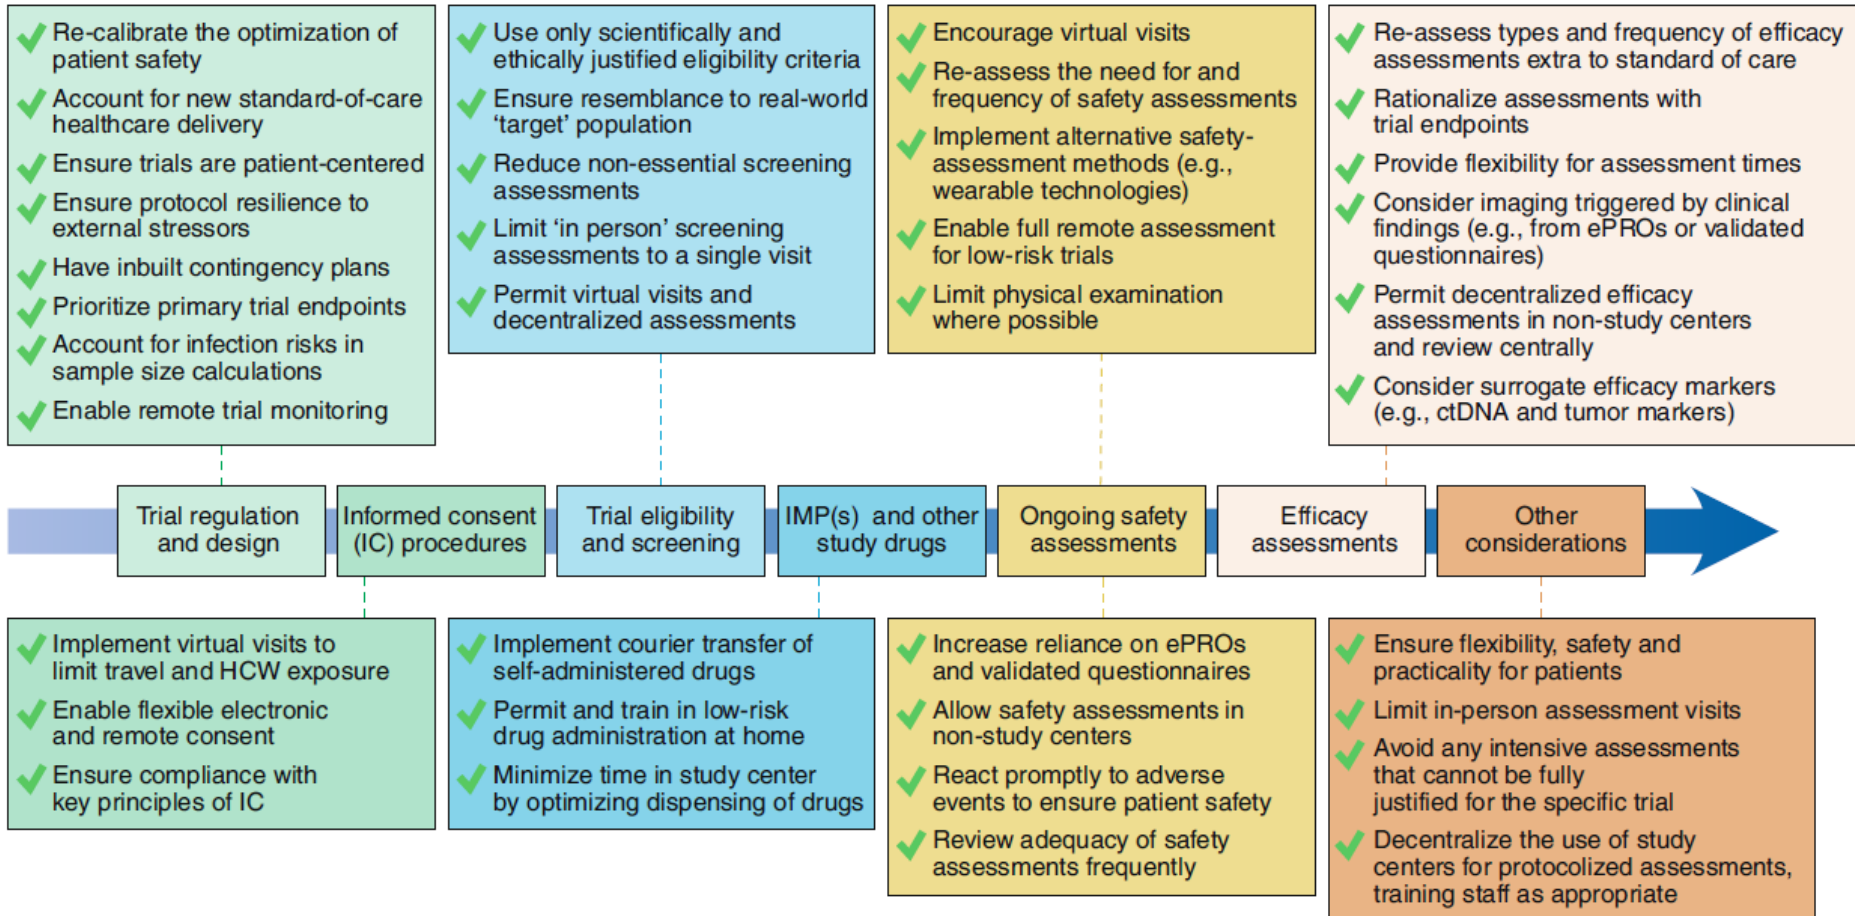 Re-calibrate the optimization of
patient safety
Account for new standard-of-care
healthcare delivery
Ensure trials are patient-centered
Ensure protocol resilience to
external stressors
Have inbuilt contingency plans
Prioritize primary trial endpoints
Account for infection risks in
sample size calculations
Enable remote trial monitoring
Use only scientifically and
ethically justified eligibility criteria
Ensure resemblance to real-world
‘target’ population
Reduce non-essential screening
assessments
Limit ‘in person’ screening
assessments to a single visit
Permit virtual visits and
decentralized assessments
Encourage virtual visits
Re-assess the need for and
frequency of safety assessments
Implement alternative safety-
assessment methods (e.g.,
wearable technologies)
Enable full remote assessment
for low-risk trials
Limit physical examination
where possible
Re-assess types and frequency of efficacy
assessments extra to standard of care
Rationalize assessments with
trial endpoints
Provide flexibility for assessment times
Consider imaging triggered by clinical
findings (e.g., from ePROs or validated
questionnaires)
Permit decentralized efficacy
assessments in non-study centers
and review centrally
Consider surrogate efficacy markers
(e.g., ctDNA and tumor markers)
Trial regulation
and design
Informed consent
(IC) procedures
Trial eligibility
and screening
IMP(s) and other
study drugs
Ongoing safety
assessments
Efficacy
assessments
Other
considerations
Implement virtual visits to
limit travel and HCW exposure
Enable flexible electronic
and remote consent
Ensure compliance with
key principles of IC
Implement courier transfer of
self-administered drugs
Permit and train in low-risk
drug administration at home
Minimize time in study center
by optimizing dispensing of drugs
Increase reliance on ePROs
and validated questionnaires
Allow safety assessments in
non-study centers
React promptly to adverse
events to ensure patient safety
Review adequacy of safety
assessments frequently
Ensure flexibility, safety and
practicality for patients
Limit in-person assessment visits
Avoid any intensive assessments
that cannot be fully
justified for the specific trial
Decentralize the use of study
centers for protocolized assessments,
training staff as appropriate